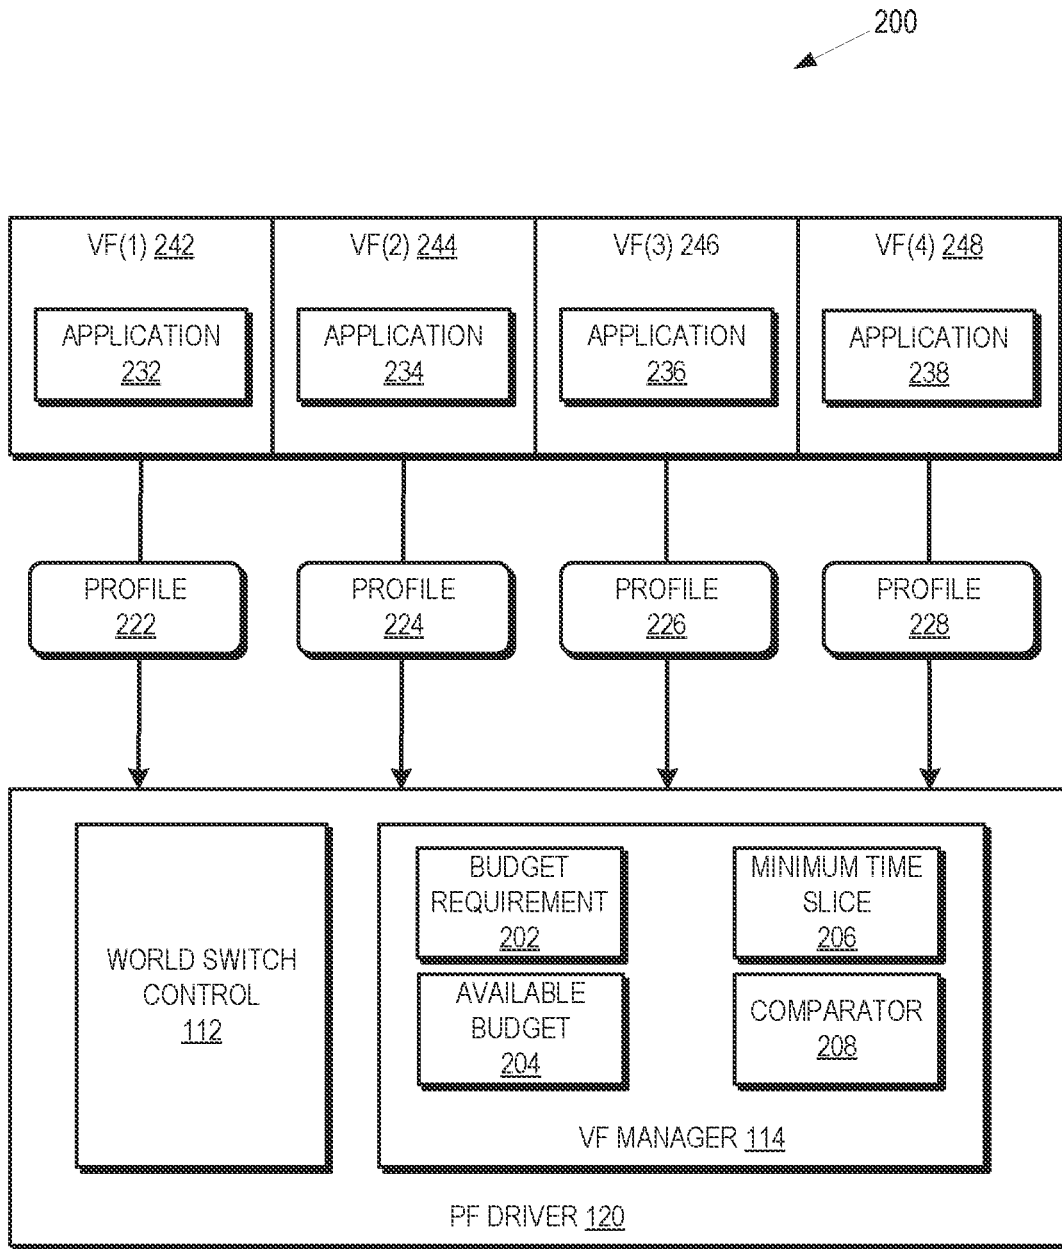 200
VF(1) 242
VF(2) 244
VF(3) 246
VF(4) 248
APPLICATION
232
APPLICATION
234
APPLICATION
236
APPLICATION
238
PROFILE
222
PROFILE
224
PROFILE
226
PROFILE
228
WORLD SWITCH
CONTROL
112
BUDGET
REQUIREMENT
202
MINIMUM TIME
SLICE
206
AVAILABLE
BUDGET
204
COMPARATOR
208
VF MANAGER 114
PF DRIVER 120